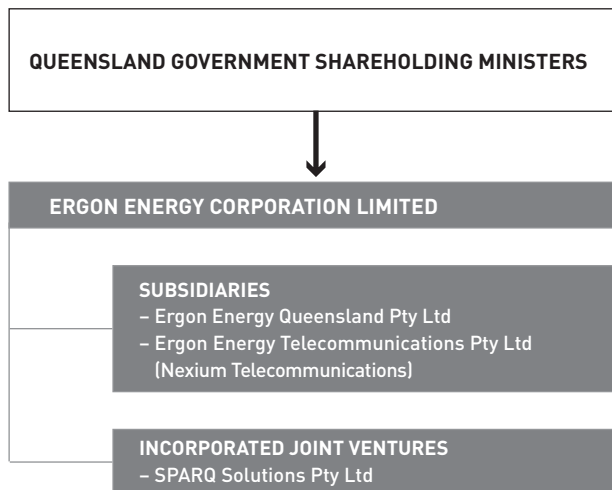 QUEENSLAND GOVERNMENT SHAREHOLDING MINISTERS
ERGON ENERGY CORPORATION LIMITED
SUBSIDIARIES
– Ergon Energy Queensland Pty Ltd
– Ergon Energy Telecommunications Pty Ltd
(Nexium Telecommunications)
INCORPORATED JOINT VENTURES
– SPARQ Solutions Pty Ltd